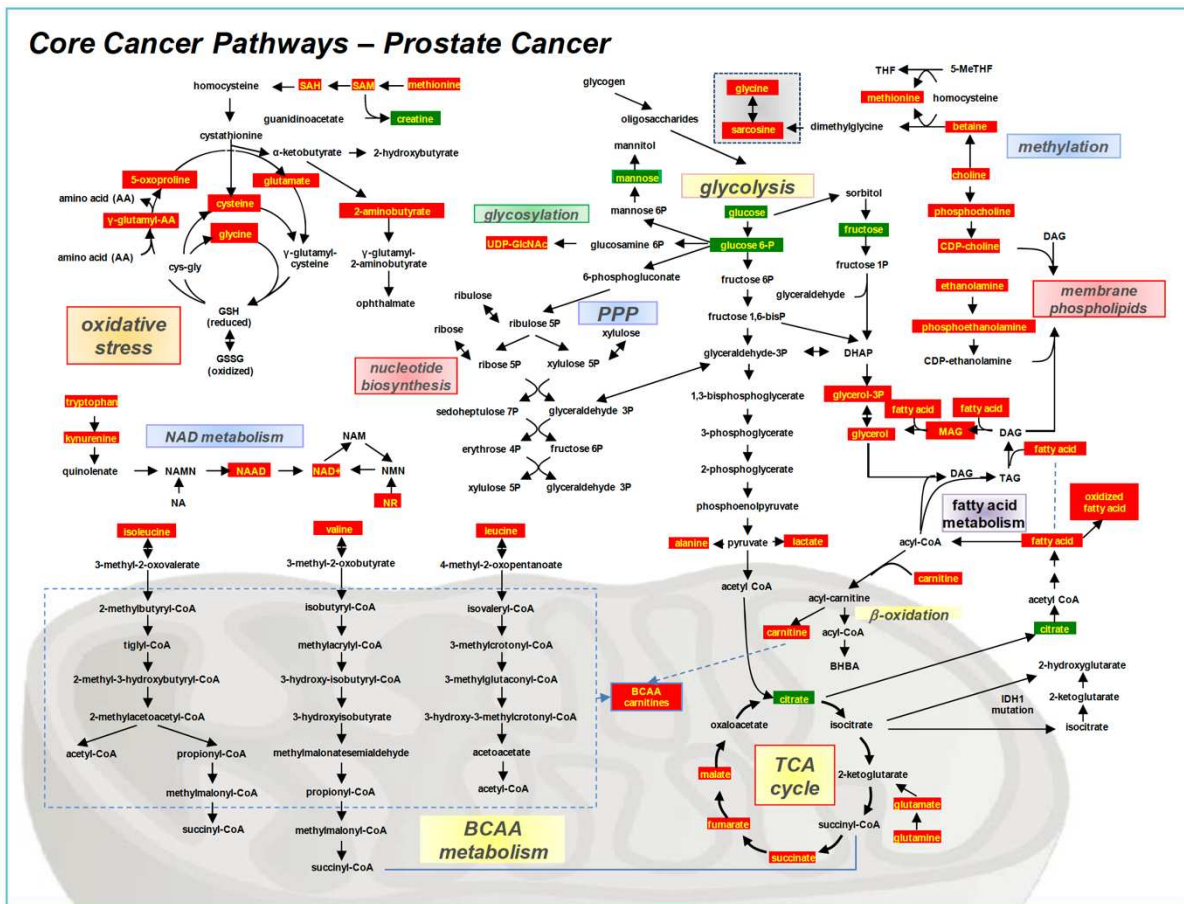 Core Cancer Pathways – Prostate Cancer
homocysteine
SAH
SAM
methionine
guanidinoacetate
creatine
cystathionine
α-ketobutyrate
2-hydroxybutyrate
5-oxoproline
glutamate
amino acid (AA)
cysteine
2-aminobutyrate
γ-glutamyl-AA
glycine
amino acid (AA)
cys-gly
γ-glutamyl-
cysteine
γ-glutamyl-
2-aminobutyrate
ophthalmate
GSH
(reduced)
GSSG
(oxidized)
oxidative
stress
glycogen
oligosaccharides
glycine
sarcosine
dimethylglycine
THF
5-MeTHF
methionine
homocysteine
betaine
methylation
choline
phosphocholine
CDP-choline
DAG
ethanolamine
membrane
phospholipids
phosphoethanolamine
CDP-ethanolamine
mannitol
mannose
glycolysis
sorbitol
glycosylation
mannose 6P
glucose
fructose
UDP-GlcNAc
glucosamine 6P
glucose 6-P
6-phosphogluconate
fructose 6P
fructose 1P
glyceraldehyde
ribulose
PPP
fructose 1,6-bisP
ribose
ribulose 5P
xylulose
nucleotide
biosynthesis
ribose 5P
xylulose 5P
glyceraldehyde-3P
DHAP
sedoheptulose 7P
glyceraldehyde 3P
1,3-bisphosphoglycerate
glycerol-3P
fatty acid
fatty acid
glycerol
MAG
DAG
fatty acid
3-phosphoglycerate
erythrose 4P
fructose 6P
2-phosphoglycerate
xylulose 5P
glyceraldehyde 3P
DAG
TAG
phosphoenolpyruvate
fatty acid
metabolism
oxidized
fatty acid
tryptophan
kynurenine
NAD metabolism
quinolenate
NAMN
NAAD
NAD+
NAM
NMN
NA
NR
isoleucine
valine
leucine
alanine
pyruvate
lactate
acyl-CoA
fatty acid
3-methyl-2-oxovalerate
3-methyl-2-oxobutyrate
4-methyl-2-oxopentanoate
acetyl CoA
carnitine
acyl-carnitine
acetyl CoA
2-methylbutyryl-CoA
isobutyryl-CoA
isovaleryl-CoA
β-oxidation
tiglyl-CoA
methylacrylyl-CoA
3-methylcrotonyl-CoA
carnitine
acyl-CoA
citrate
2-methyl-3-hydroxybutyryl-CoA
3-hydroxy-isobutyryl-CoA
3-methylglutaconyl-CoA
BHBA
2-hydroxyglutarate
2-methylacetoacetyl-CoA
3-hydroxyisobutyrate
3-hydroxy-3-methylcrotonyl-CoA
BCAA
carnitines
citrate
2-ketoglutarate
IDH1
mutation
oxaloacetate
isocitrate
isocitrate
acetyl-CoA
propionyl-CoA
methylmalonatesemialdehyde
acetoacetate
malate
TCA
cycle
2-ketoglutarate
methylmalonyl-CoA
propionyl-CoA
acetyl-CoA
glutamate
fumarate
succinyl-CoA
glutamine
succinyl-CoA
methylmalonyl-CoA
BCAA
metabolism
succinate
succinyl-CoA